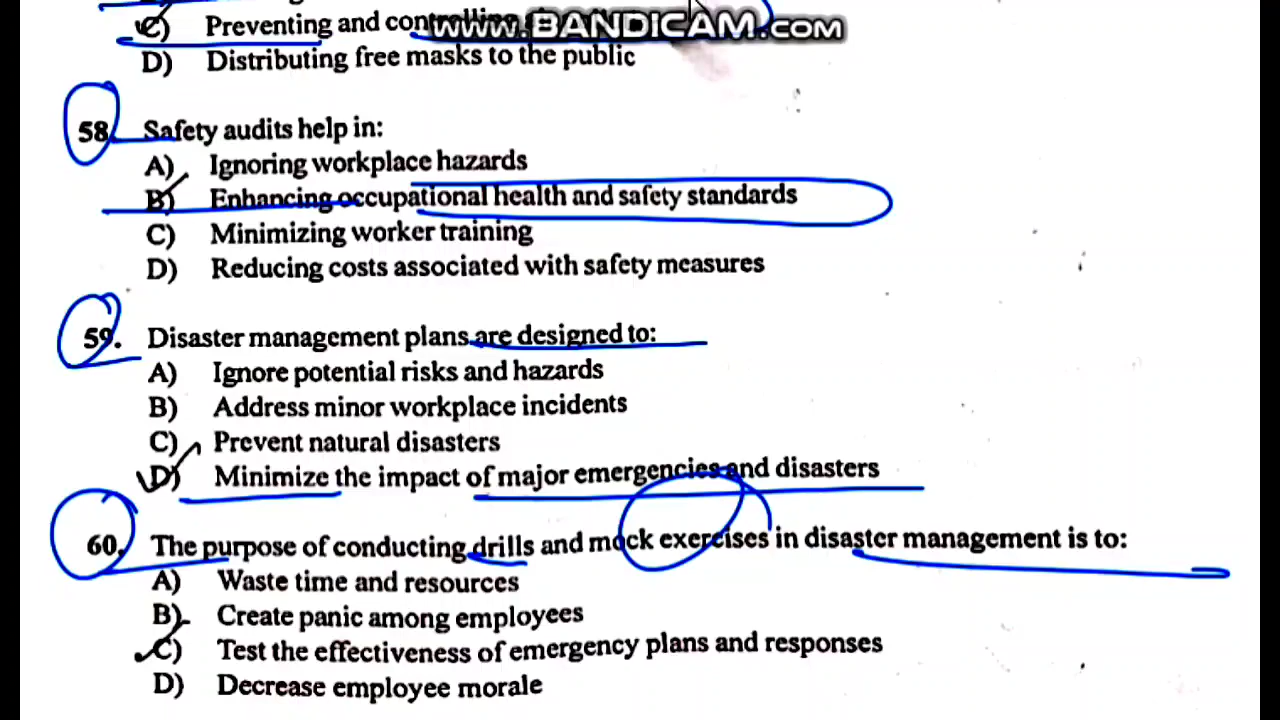 C) Preventing and controlling
www.BANDICAM.com
D) Distributing free masks to the public
58. Safety audits help in:
A) Ignoring workplace hazards
B) Enhancing occupational health and safety standards
C) Minimizing worker training
D) Reducing costs associated with safety measures
59. Disaster management plans are designed to:
A) Ignore potential risks and hazards
B) Address minor workplace incidents
C) Prevent natural disasters
D) Minimize the impact of major emergencies and disasters
60. The purpose of conducting drills and mock exercises in disaster management is to:
A) Waste time and resources
B) Create panic among employees
C) Test the effectiveness of emergency plans and responses
D) Decrease employee morale